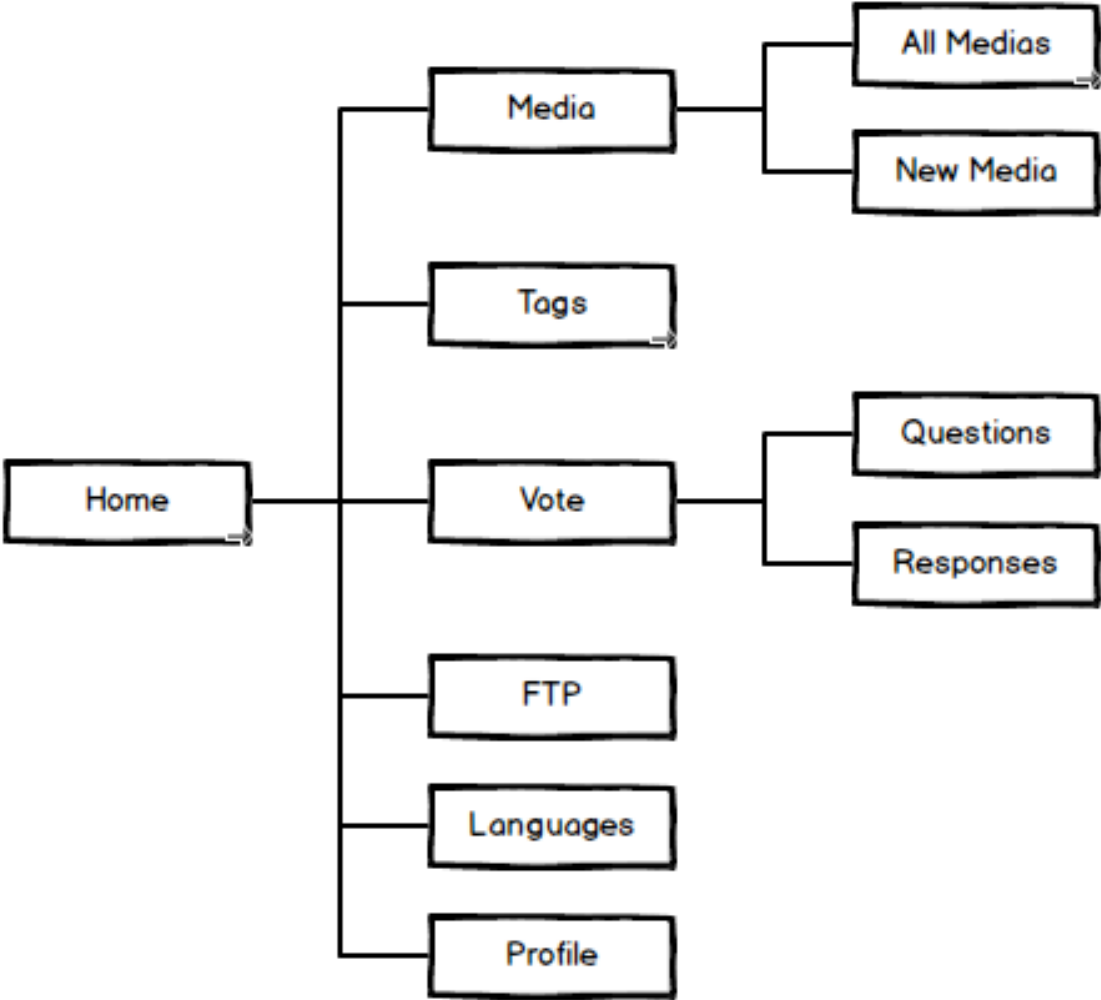 All Medias
Media
New Media
Tags
Questions
Home
Vote
Responses
FTP
Languages
Profile